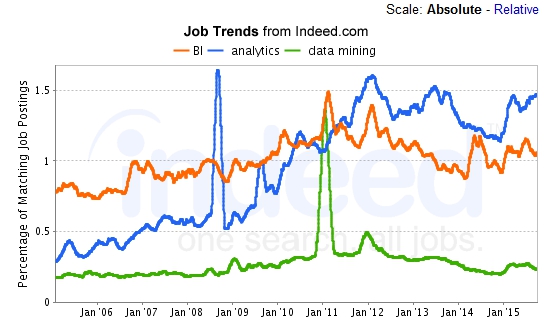 Scale: Absolute - Relative
Job Trends from Indeed.com
BI analytics data mining
Percentage of Matching Job Postings
1.5
1
0.5
0
indeed
one search. all jobs.
Jan '06 Jan '07 Jan '08 Jan '09 Jan '10 Jan '11 Jan '12 Jan '13 Jan '14 Jan '15